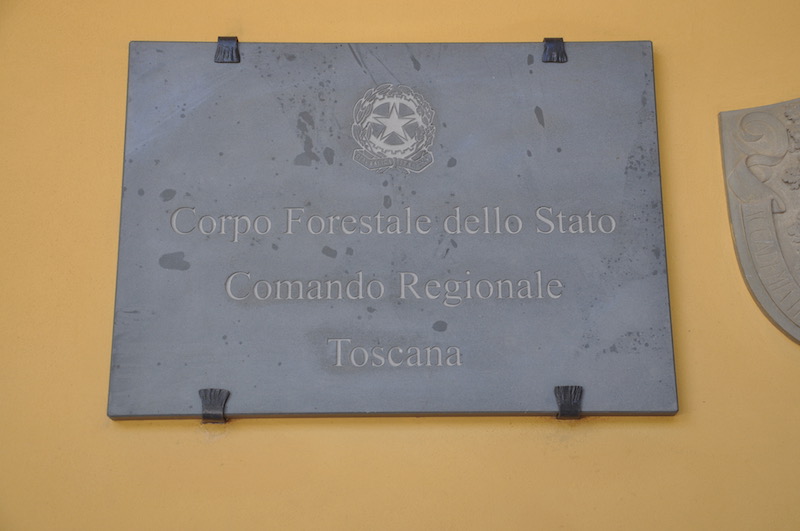 Corpo Forestale dello Stato
Comando Regionale
Toscana